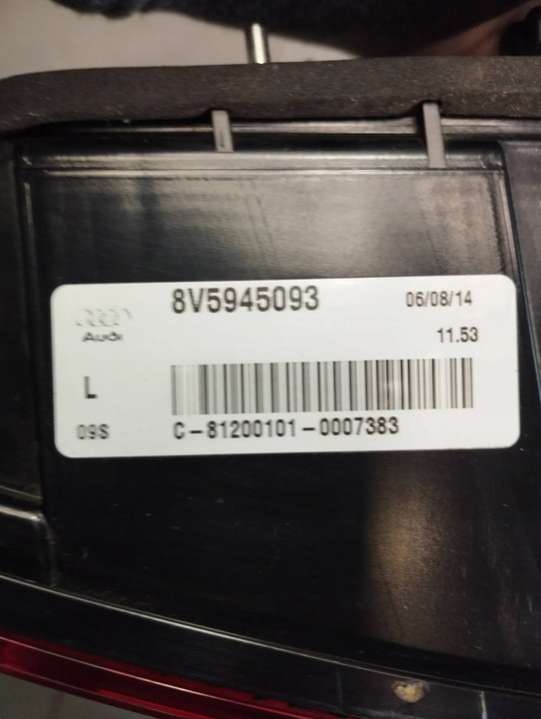 8V5945093 06/08/14
Audi 11.53
L
09S C-81200101-0007383